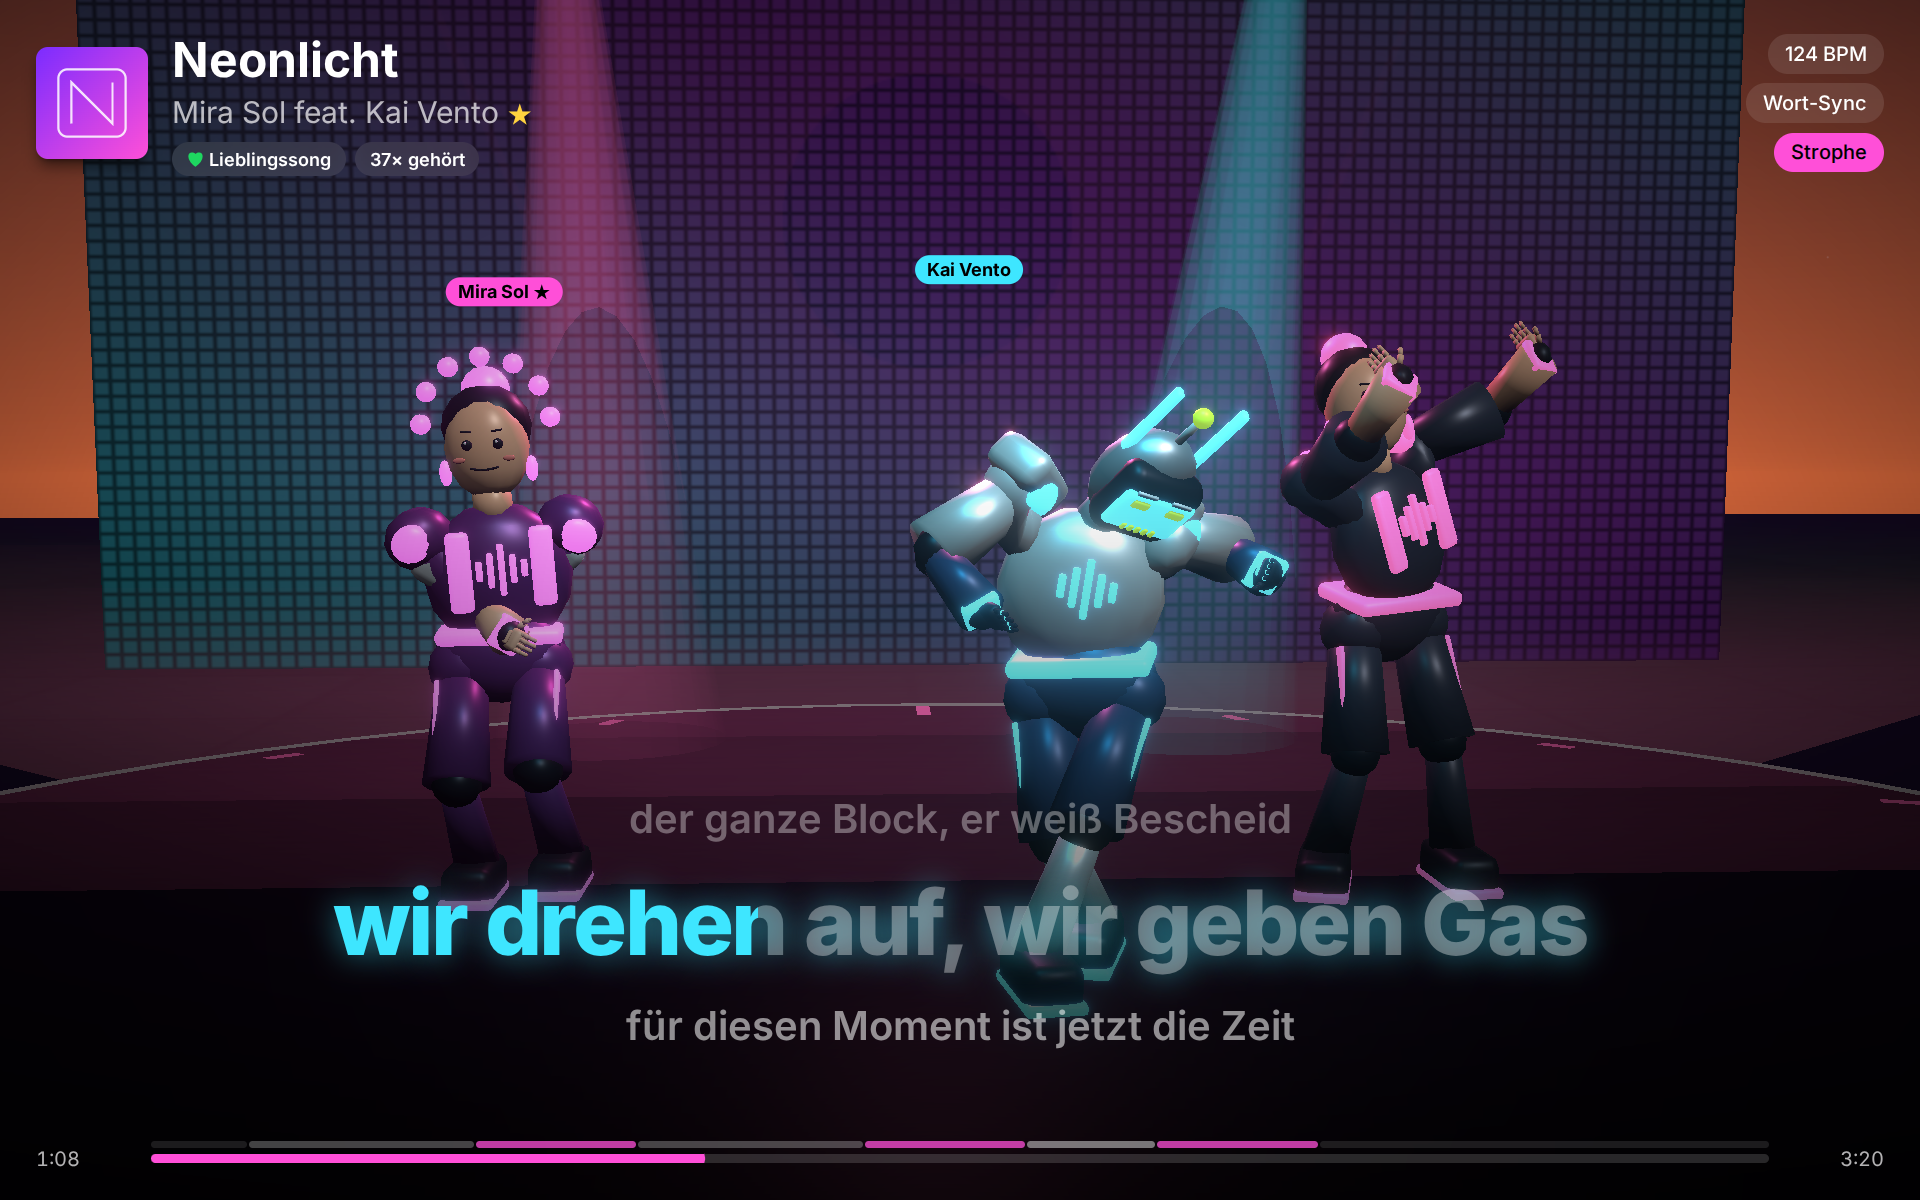 N
Neonlicht
Mira Sol feat. Kai Vento ★
Lieblingssong
37× gehört
124 BPM
Wort-Sync
Strophe
Mira Sol ★
Kai Vento
der ganze Block, er weiß Bescheid
wir drehen auf, wir geben Gas
für diesen Moment ist jetzt die Zeit
1:08
3:20